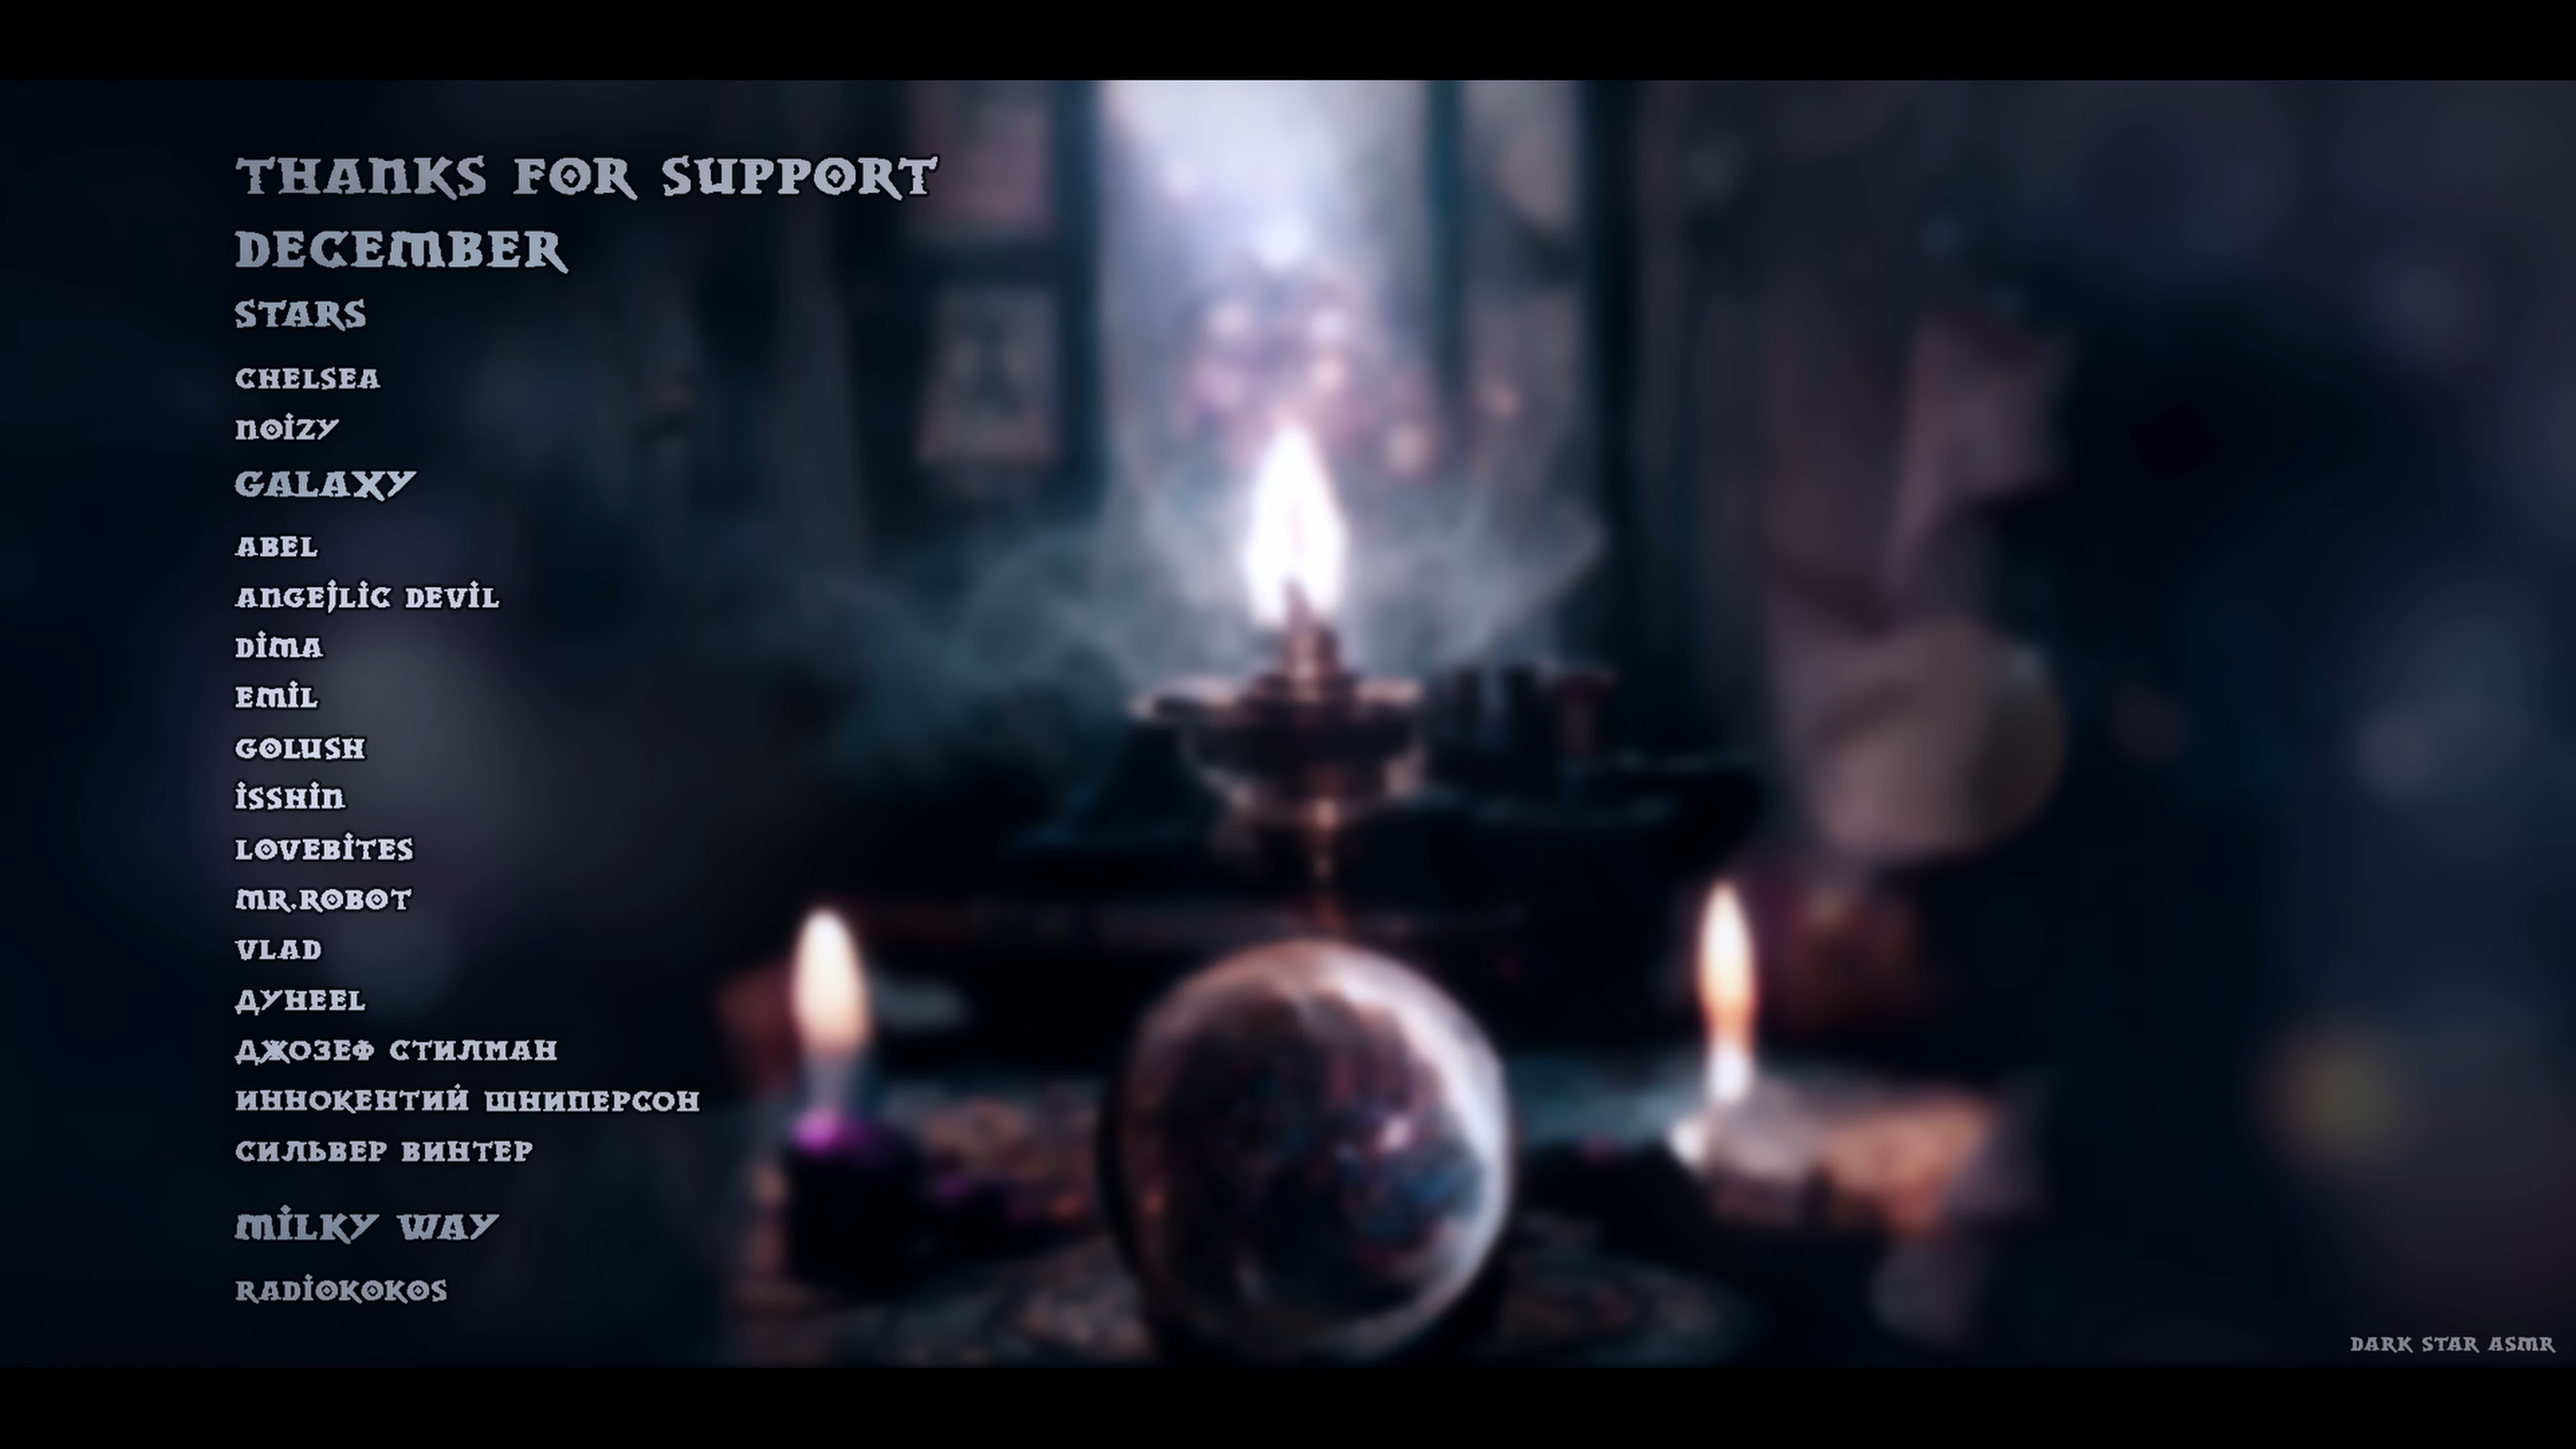 THANKS FOR SUPPORT
DECEMBER
STARS
CHELSEA
NOIZY
GALAXY
ABEL
ANGEJLIC DEVIL
DIMA
EMIL
GOLUSH
ISSHIN
LOVEBITES
MR.ROBOT
VLAD
ДУНЕEL
ДЖОЗЕФ СТИЛМАН
ИННОКЕНТИЙ ШНИПЕРСОН
СИЛЬВЕР ВИНТЕР
MILKY WAY
RADIOKOKOS
DARK STAR ASMR